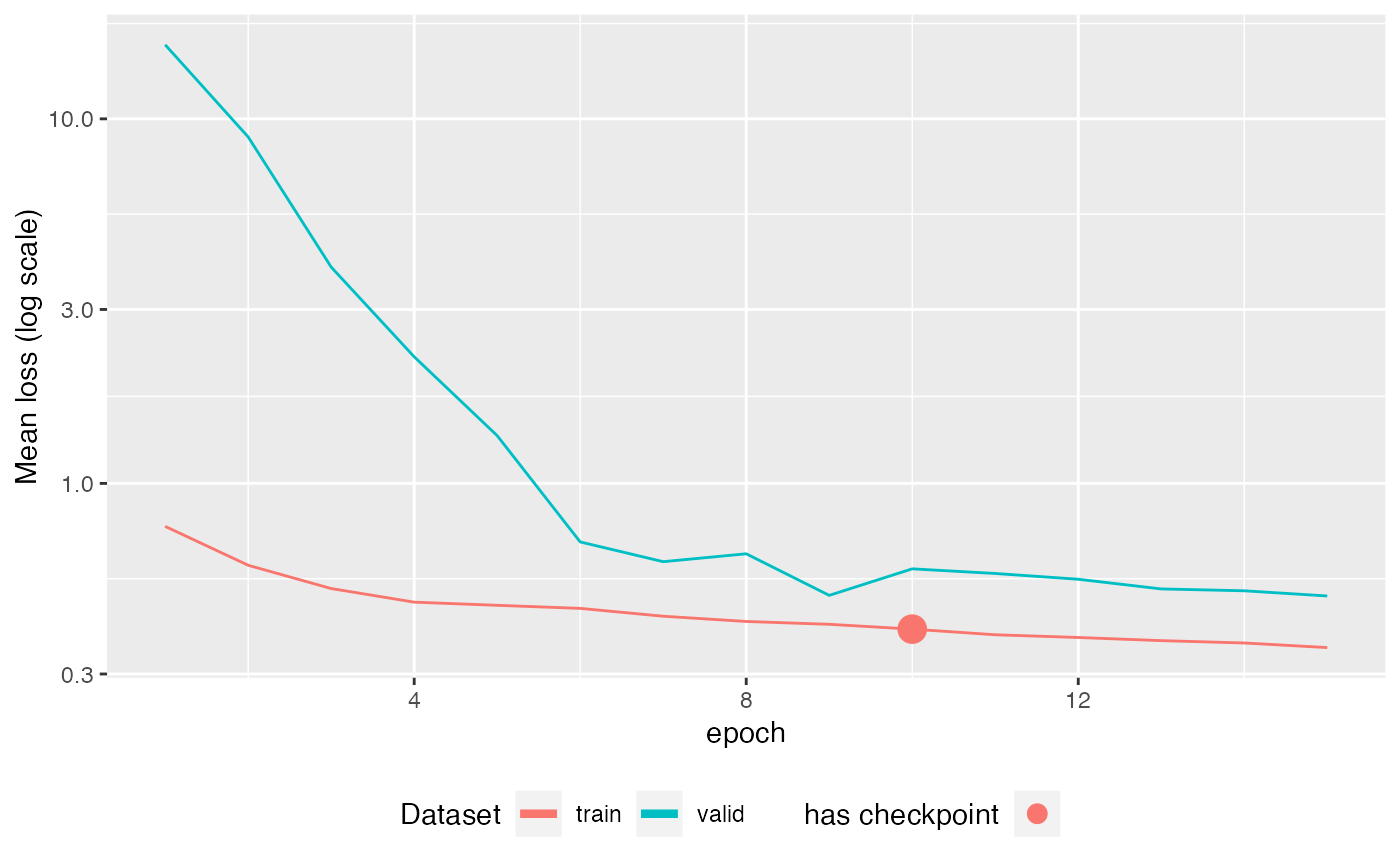 10.0
3.0
1.0
0.3
Mean loss (log scale)
4 8 12
epoch
Dataset train valid has checkpoint